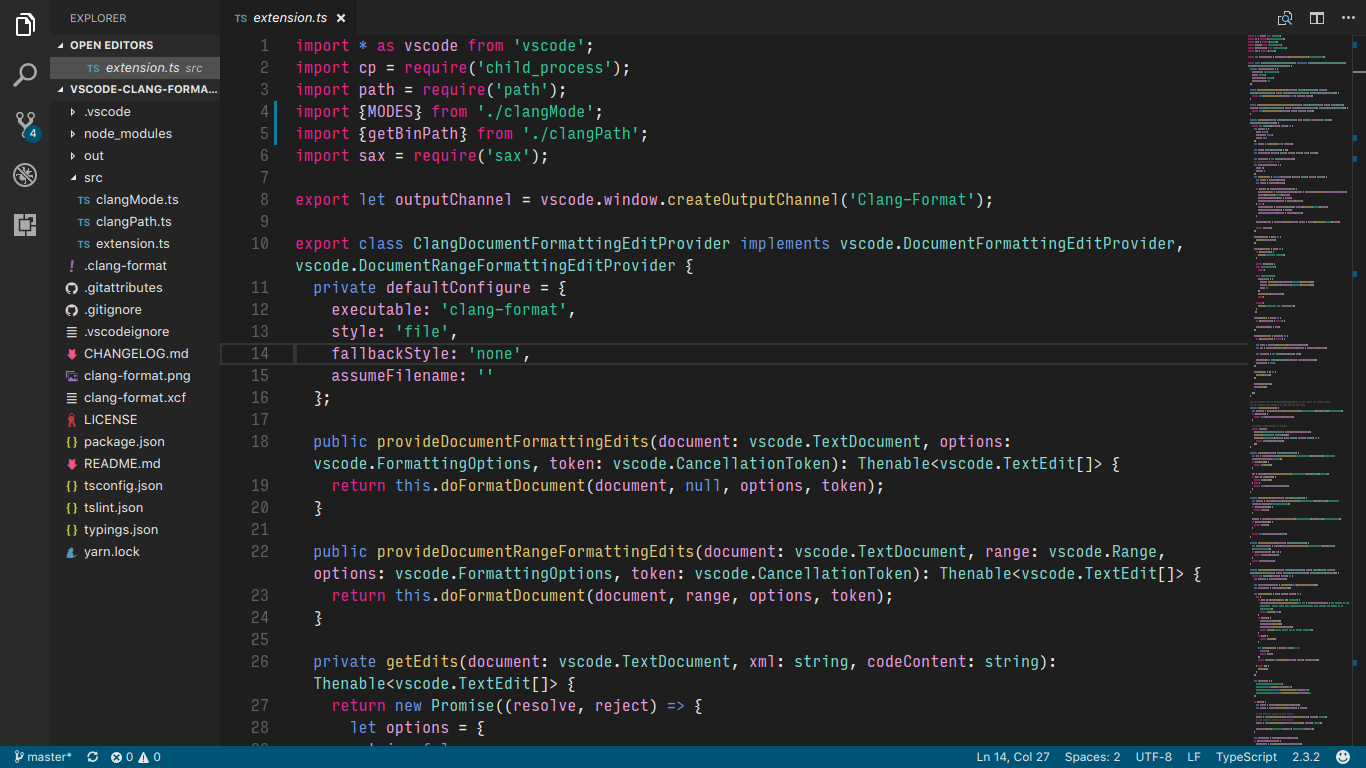 EXPLORER
OPEN EDITORS
TS extension.ts src
VSCODE-CLANG-FORMA...
.vscode
node_modules
out
src
TS clangMode.ts
TS clangPath.ts
TS extension.ts
! .clang-format
.gitattributes
.gitignore
.vscodeignore
CHANGELOG.md
clang-format.png
clang-format.xcf
LICENSE
{} package.json
README.md
{} tsconfig.json
{} tslint.json
{} typings.json
yarn.lock
4
TS extension.ts ×
1 import * as vscode from 'vscode';
2 import cp = require('child_process');
3 import path = require('path');
4 import {MODES} from './clangMode';
5 import {getBinPath} from './clangPath';
6 import sax = require('sax');
7
8 export let outputChannel = vscode.window.createOutputChannel('Clang-Format');
9
10 export class ClangDocumentFormattingEditProvider implements vscode.DocumentFormattingEditProvider,
vscode.DocumentRangeFormattingEditProvider {
11 private defaultConfigure = {
12 executable: 'clang-format',
13 style: 'file',
14 fallbackStyle: 'none',
15 assumeFilename: ''
16 };
17
18 public provideDocumentFormattingEdits(document: vscode.TextDocument, options:
vscode.FormattingOptions, token: vscode.CancellationToken): Thenable<vscode.TextEdit[]> {
19 return this.doFormatDocument(document, null, options, token);
20 }
21
22 public provideDocumentRangeFormattingEdits(document: vscode.TextDocument, range: vscode.Range,
options: vscode.FormattingOptions, token: vscode.CancellationToken): Thenable<vscode.TextEdit[]> {
23 return this.doFormatDocument(document, range, options, token);
24 }
25
26 private getEdits(document: vscode.TextDocument, xml: string, codeContent: string):
Thenable<vscode.TextEdit[]> {
27 return new Promise((resolve, reject) => {
28 let options = {
master* 0 0 Ln 14, Col 27 Spaces: 2 UTF-8 LF TypeScript 2.3.2